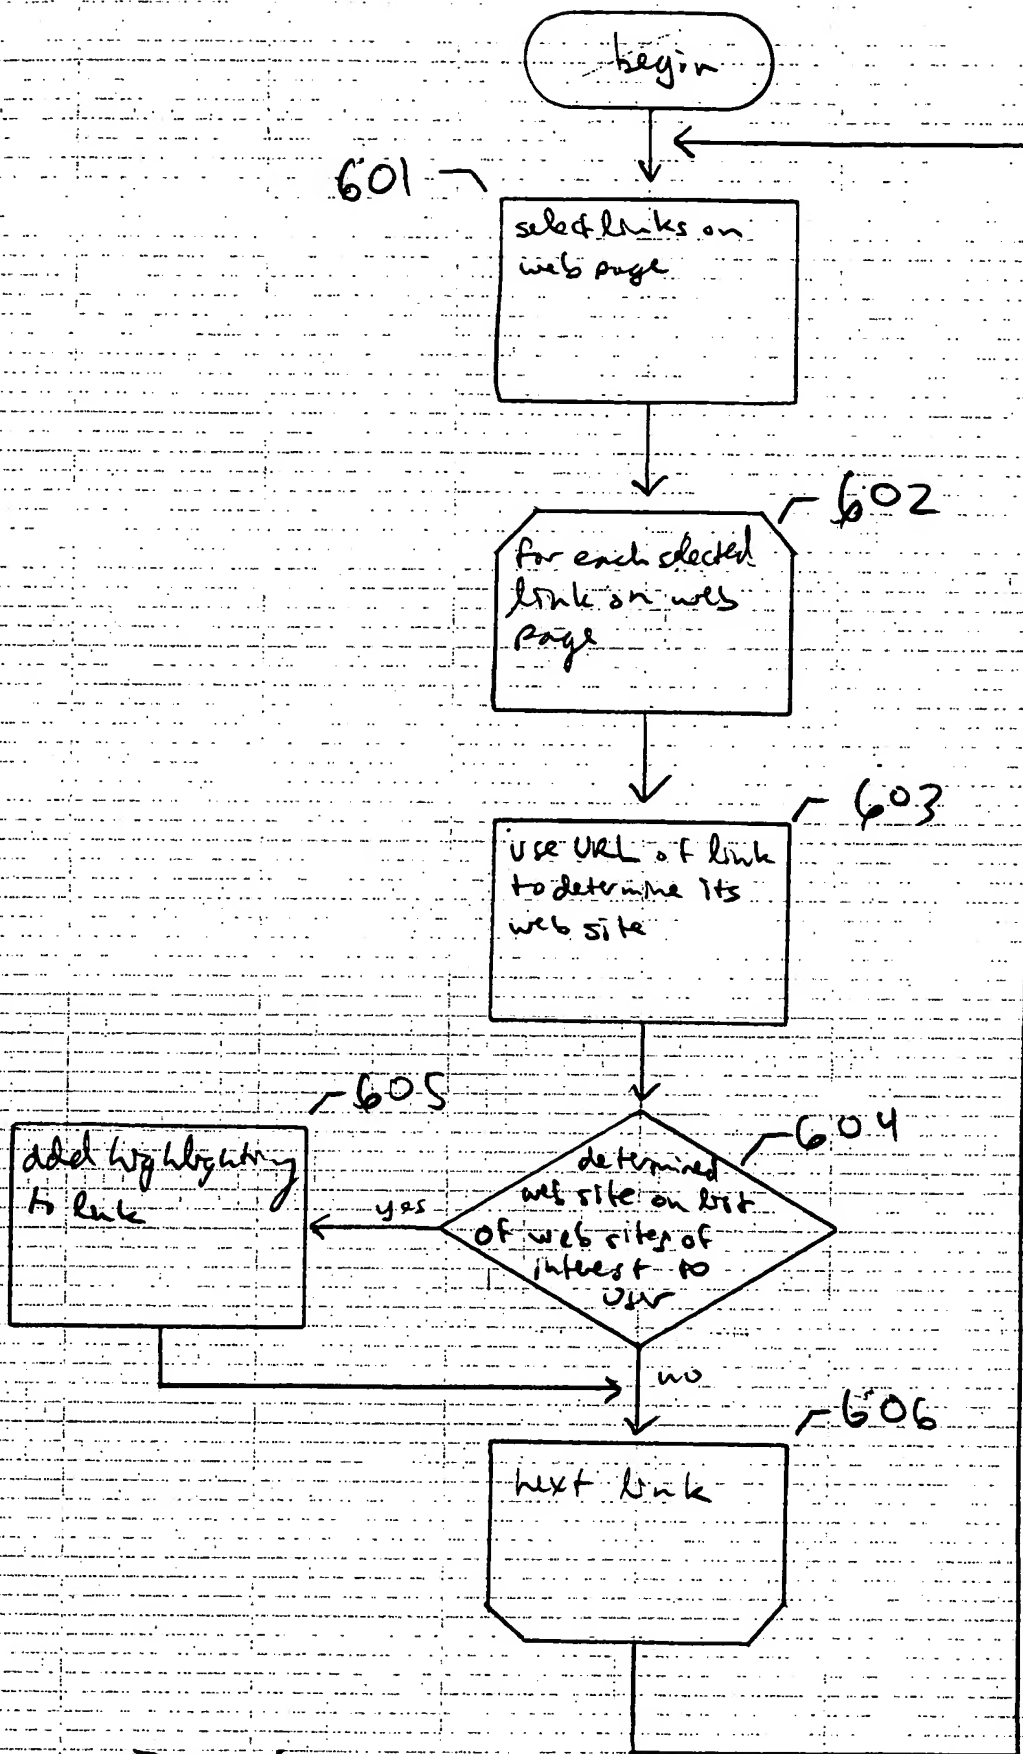 begin
601
select links on
web page
602
for each selected
link on web
page
603
use URL of link
to determine its
web site
604
determined
web site on list
of web sites of
interest to
user
605
add highlighting
to link
yes
no
606
next link